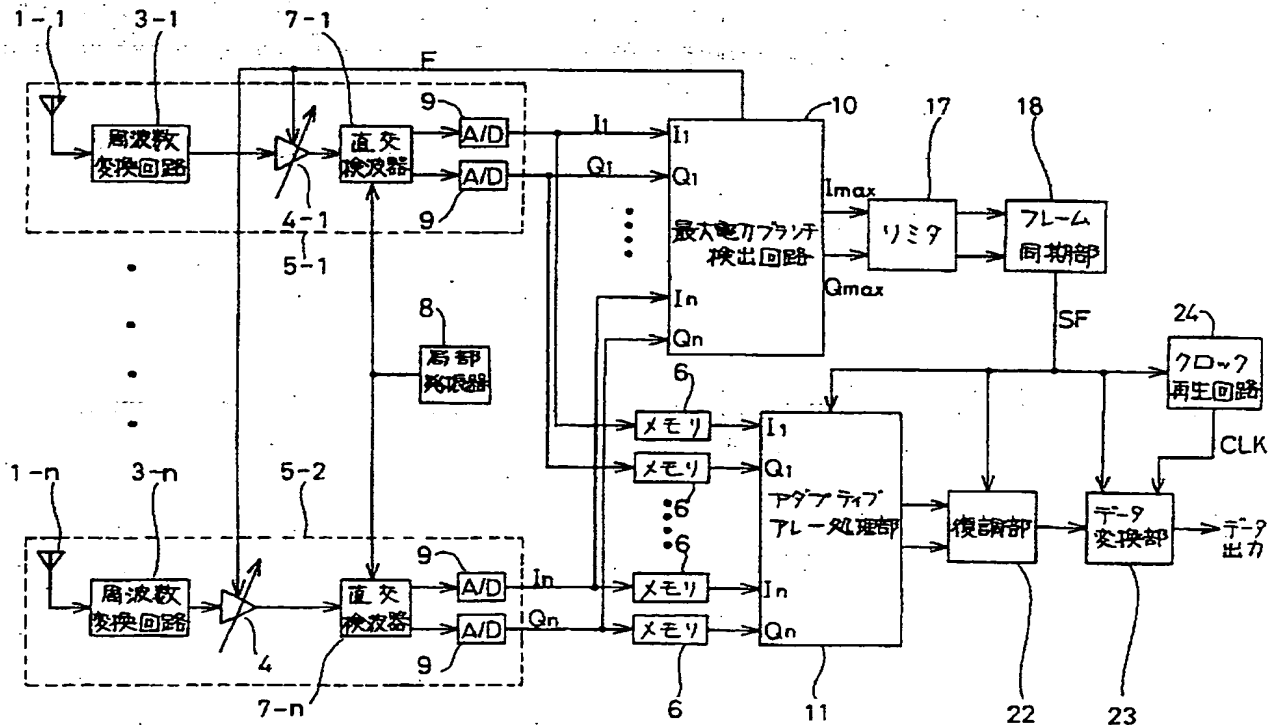 1-1
3-1
7-1
F
周波数
変換回路
4-1
直交
検波器
9
A/D
A/D
9
5-1
I1
Q1
10
I1
Q1
最大電力ブランチ
検出回路
In
Qn
Imax
Qmax
17
リミタ
18
フレーム
同期部
SF
24
クロック
再生回路
CLK
8
局部
発振器
6
メモリ
メモリ
6
6
メモリ
メモリ
6
I1
Q1
アダプティブ
アレー処理部
In
Qn
11
復調部
22
データ
変換部
23
データ
出力
1-n
3-n
5-2
周波数
変換回路
4
直交
検波器
7-n
9
A/D
A/D
9
In
Qn